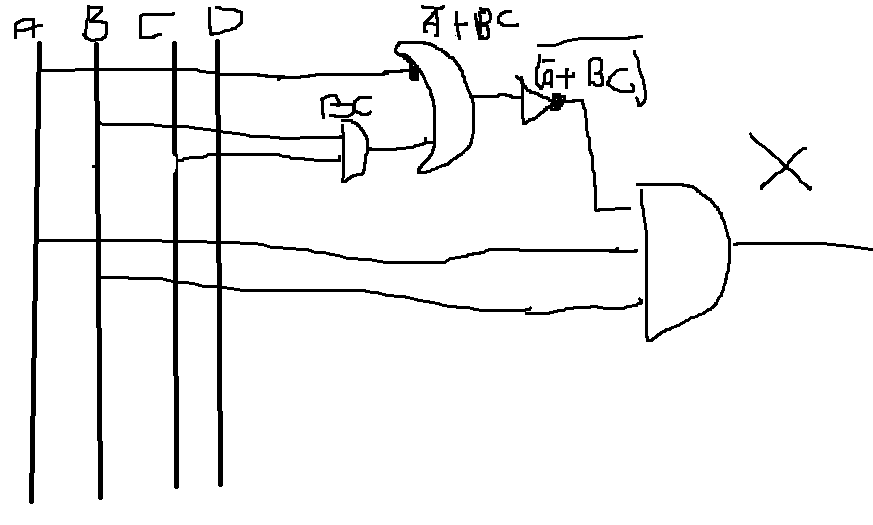 A B C D
A̅ + BC
BC
(A̅ + BC)̅
X